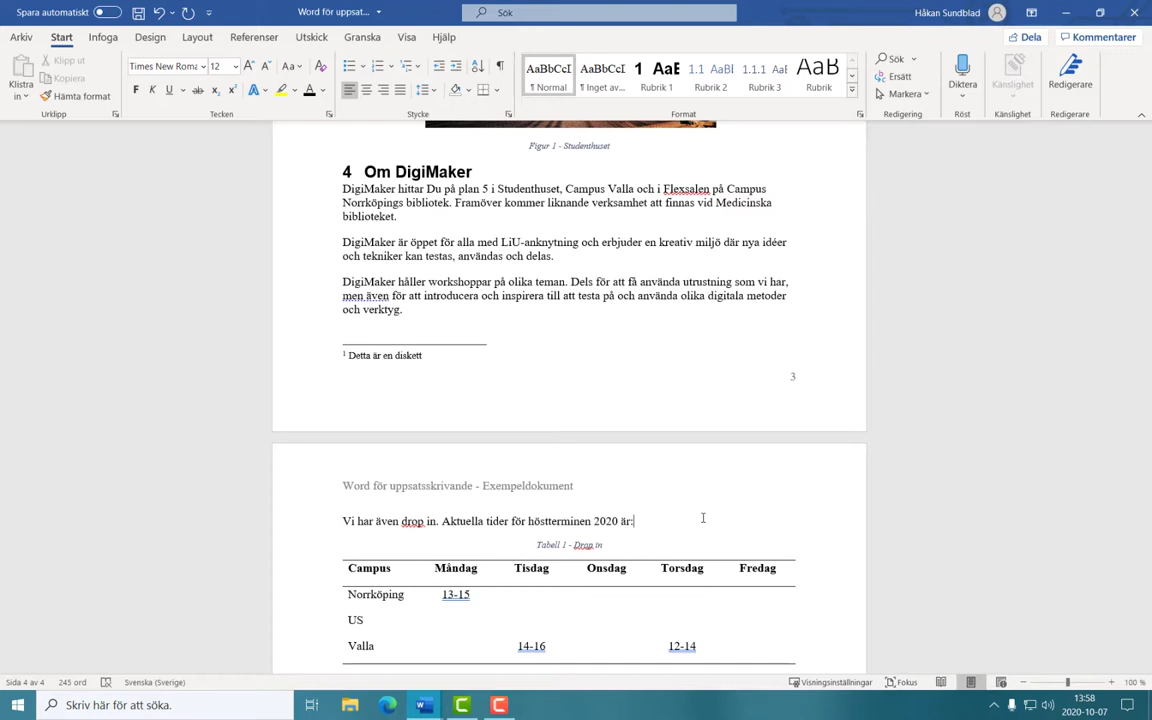 Spara automatiskt
Word för uppsat...
Sök
Håkan Sundblad
Arkiv Start Infoga Design Layout Referenser Utskick Granska Visa Hjälp
Dela Kommentarer
Klistra in
Klipp ut
Kopiera
Hämta format
Urklipp
Times New Roma 12
Tecken
Stycke
AaBbCcI
Normal
AaBbCcI
Inget av...
1 AaE
Rubrik 1
1.1 AaBI
Rubrik 2
1.1.1 AaB
Rubrik 3
AaB
Rubrik
Format
Sök
Ersätt
Markera
Redigering
Diktera
Röst
Känslighet
Känslighet
Redigerare
Redigerare
Figur 1 - Studenthuset
4 Om DigiMaker
DigiMaker hittar Du på plan 5 i Studenthuset, Campus Valla och i Flexsalen på Campus
Norrköpings bibliotek. Framöver kommer liknande verksamhet att finnas vid Medicinska
biblioteket.
DigiMaker är öppet för alla med LiU-anknytning och erbjuder en kreativ miljö där nya idéer
och tekniker kan testas, användas och delas.
DigiMaker håller workshoppar på olika teman. Dels för att få använda utrustning som vi har,
men även för att introducera och inspirera till att testa på och använda olika digitala metoder
och verktyg.
1 Detta är en diskett
3
Word för uppsatsskrivande - Exempeldokument
Vi har även drop in. Aktuella tider för höstterminen 2020 är:
Tabell 1 - Drop in
Campus Måndag Tisdag Onsdag Torsdag Fredag
Norrköping 13-15
US
Valla 14-16 12-14
Sida 4 av 4 245 ord Svenska (Sverige)
Visningsinställningar Fokus
100 %
Skriv här för att söka.
13:58
2020-10-07